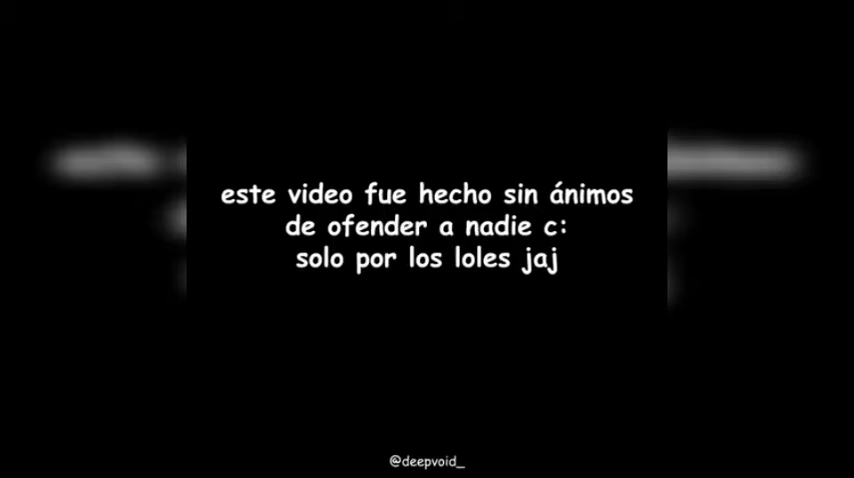 este video fue hecho sin ánimos
de ofender a nadie c:
solo por los loles jaj
@deepvoid_